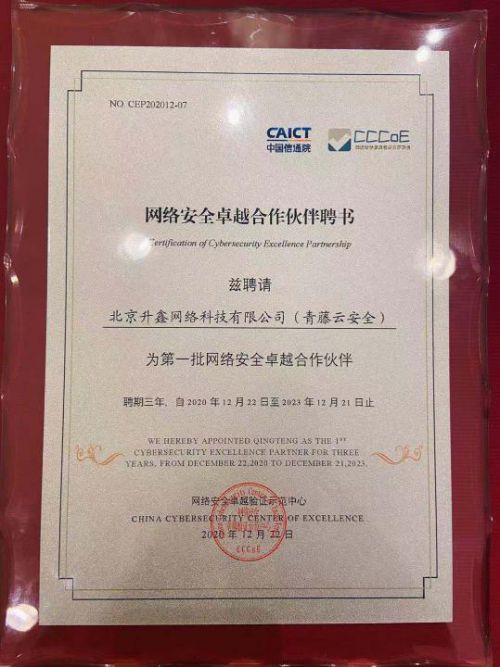 NO. CEP202012-07
CAICT
中国信通院
CCCoE
网络安全卓越合作伙伴聘书
Certification of Cybersecurity Excellence Partnership
兹聘请
北京升鑫网络科技有限公司（青藤云安全）
为第一批网络安全卓越合作伙伴
聘期三年，自2020年12月22日至2023年12月21日止
WE HEREBY APPOINTED QINGTENG AS THE 1ST
CYBERSECURITY EXCELLENCE PARTNER FOR THREE
YEARS, FROM DECEMBER 22,2020 TO DECEMBER 21,2023.
网络安全卓越验证示范中心
CHINA CYBERSECURITY CENTER OF EXCELLENCE
2020年12月22日
CCCoE